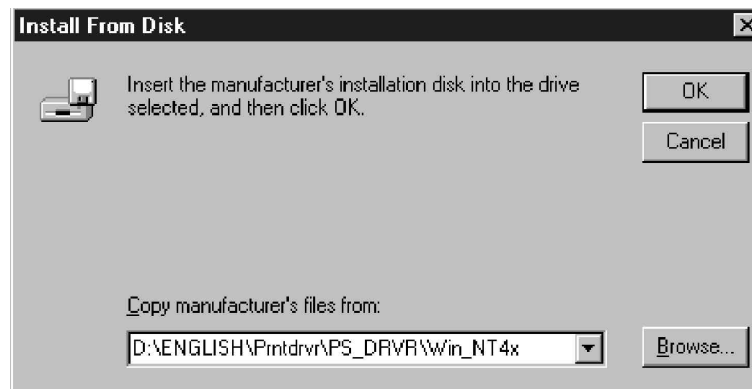 Install From Disk
Insert the manufacturer's installation disk into the drive
selected, and then click OK.
OK
Cancel
Copy manufacturer's files from:
D:\ENGLISH\Prntdrvr\PS_DRVR\Win_NT4x
Browse...